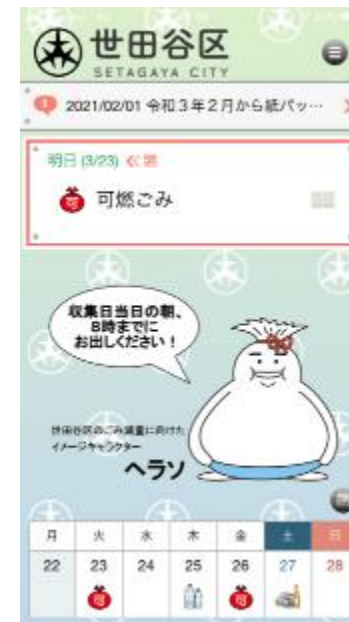 世田谷区
SETAGAYA CITY
2021/02/01 令和3年2月から紙パッ…
明日 (3/23)
可 可燃ごみ
収集日当日の朝、
8時までに
お出しください！
世田谷区のごみ減量に向けた
イメージキャラクター
ヘラソ
月 火 水 木 金 土 日
22 23 24 25 26 27 28
可 可